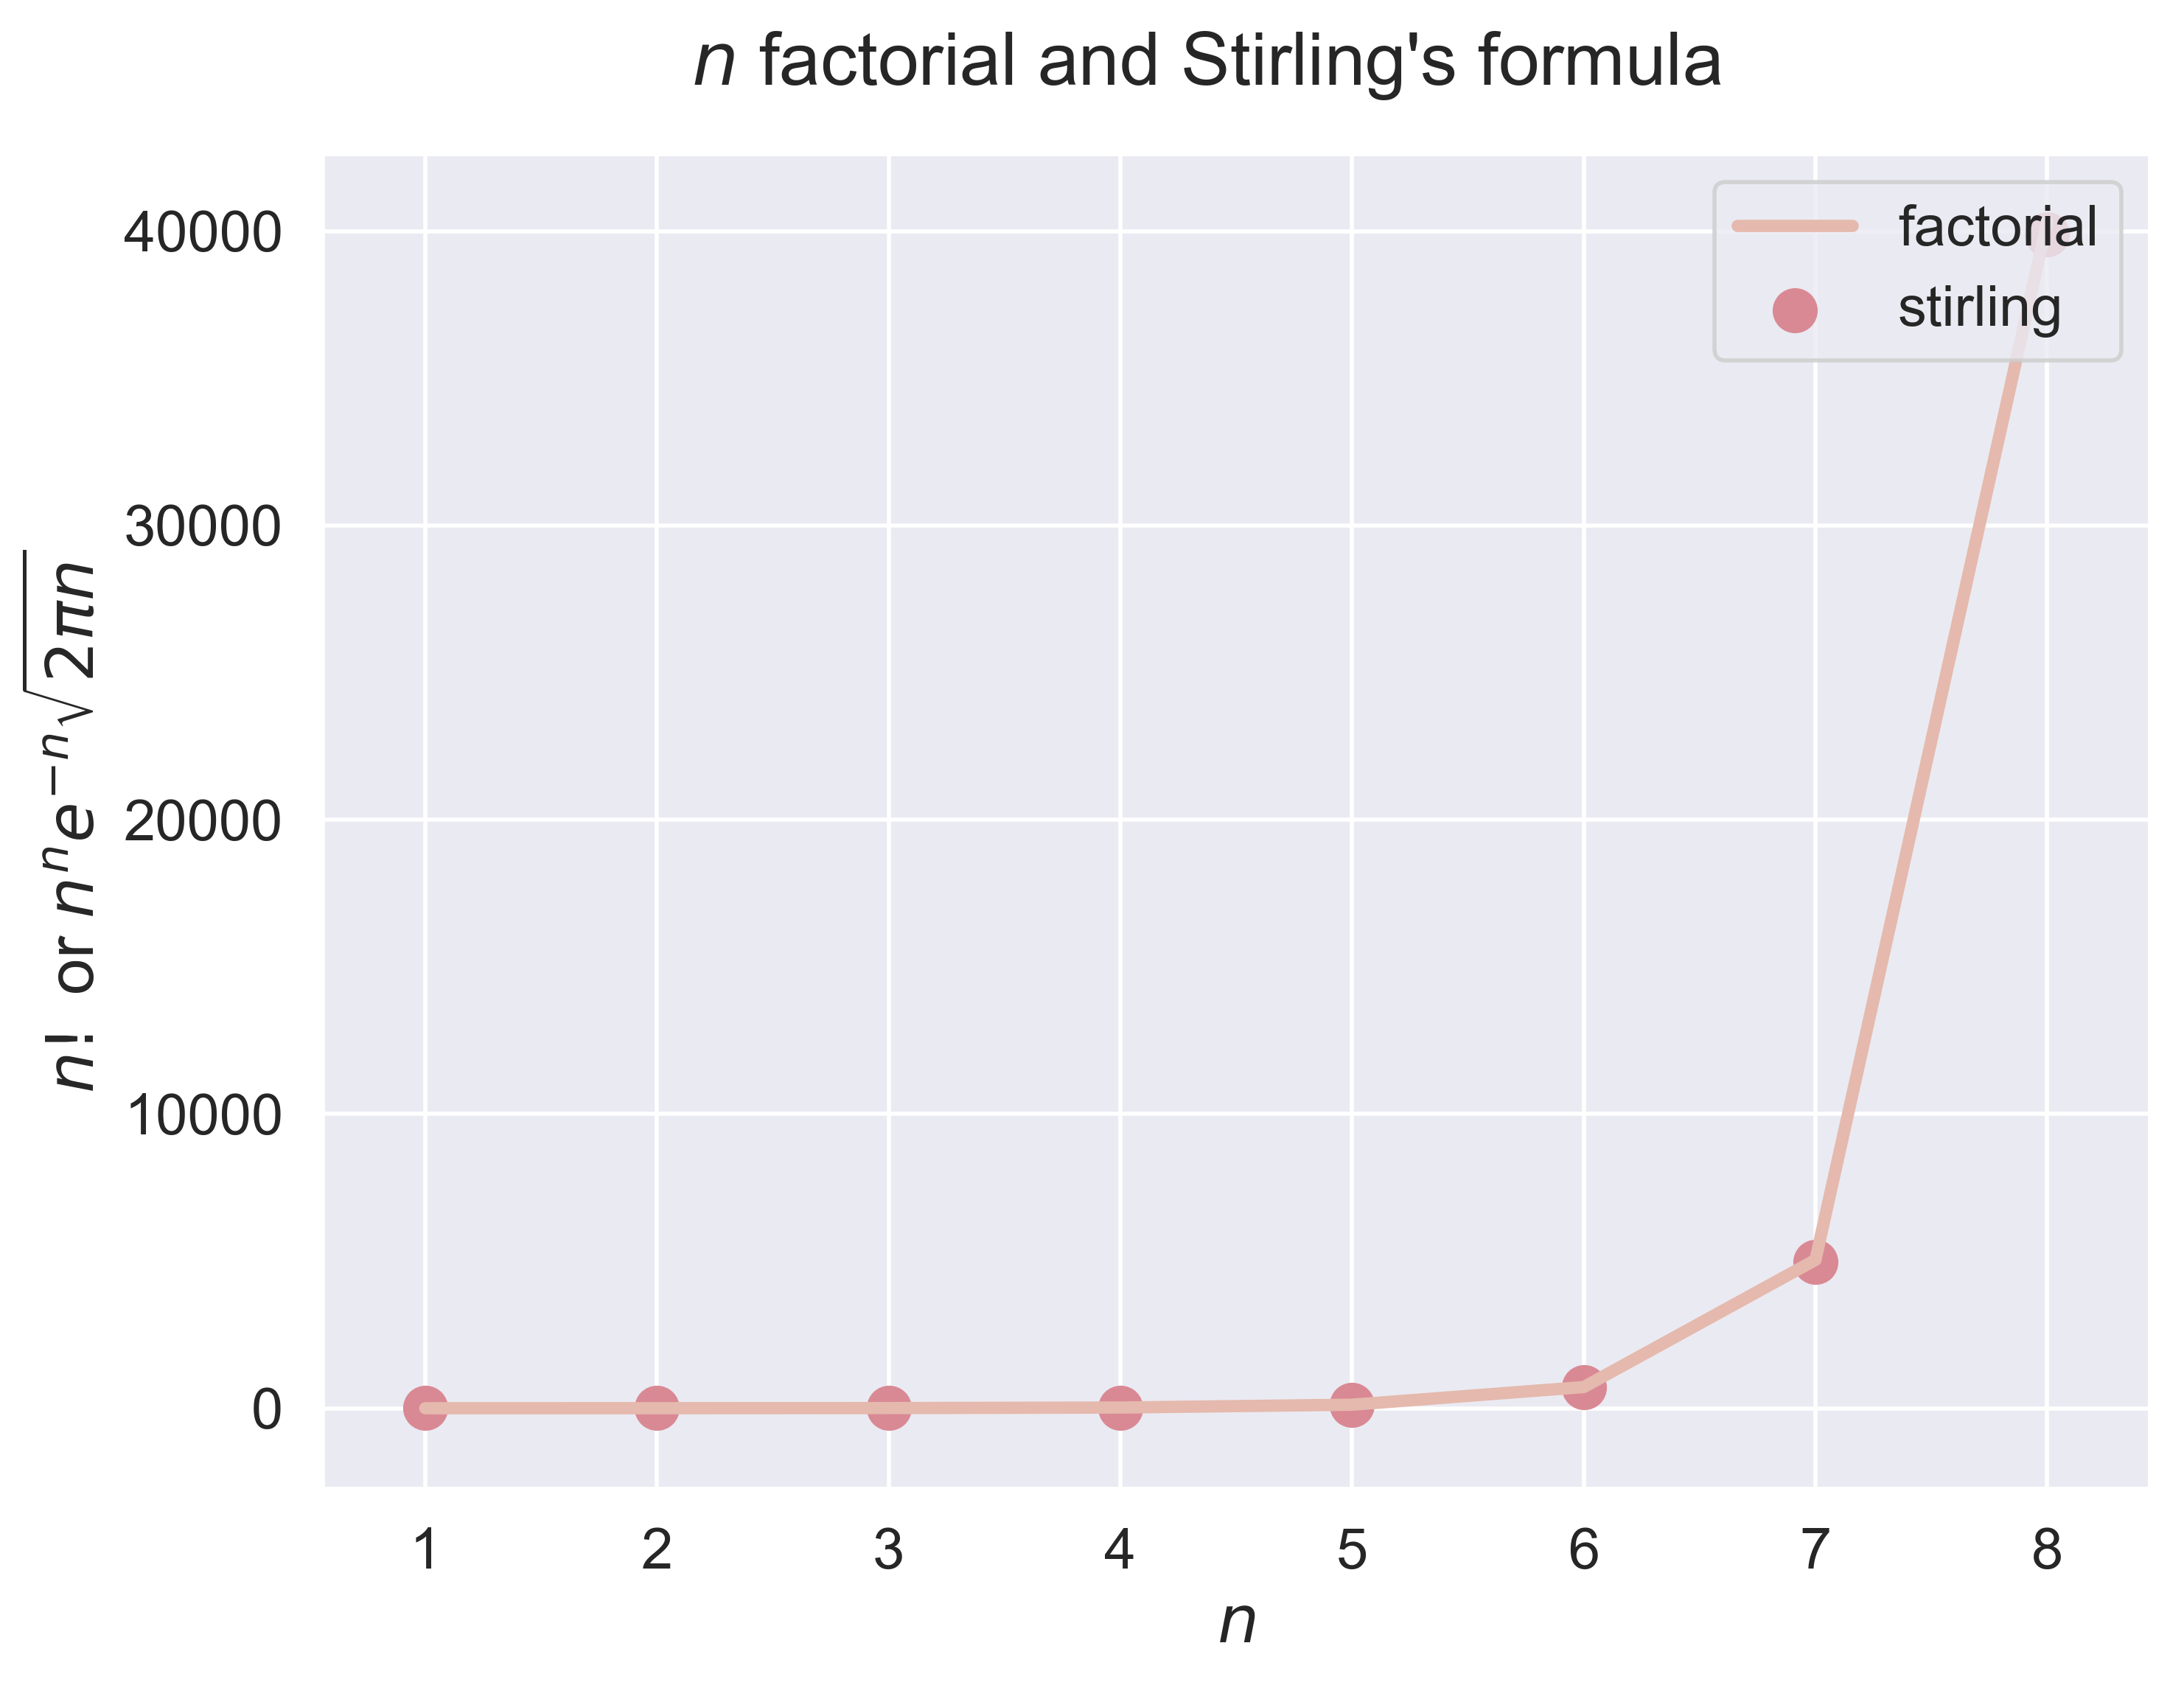 n factorial and Stirling's formula
n! or nⁿe⁻ⁿ√2πn
40000
30000
20000
10000
0
factorial
stirling
1 2 3 4 5 6 7 8
n